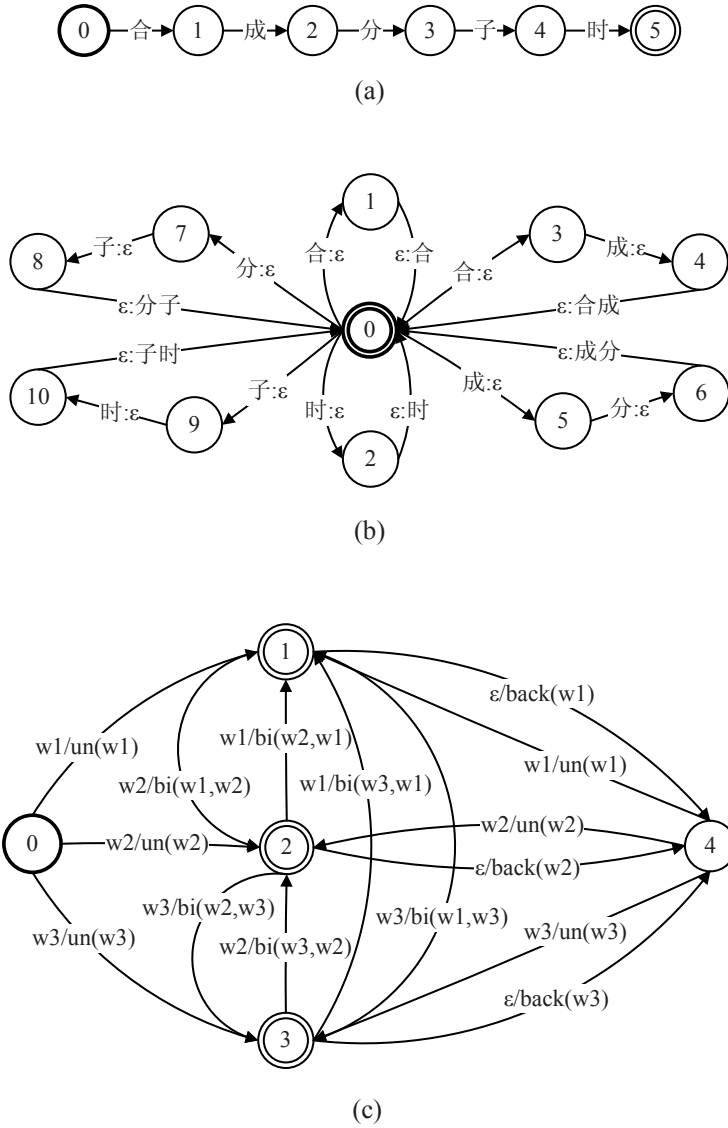 0 合 1 成 2 分 3 子 4 时 5
(a)
1
7 3
8 子:ε 成:ε 4
分:ε 合:ε ε:合 合:ε
ε:分子 ε:合成
0
ε:子时 ε:成分
10 子:ε 时:ε ε:时 成:ε 6
时:ε 9 5 分:ε
2
(b)
1
ε/back(w1)
w1/un(w1) w1/bi(w2,w1) w1/un(w1)
w2/bi(w1,w2) w1/bi(w3,w1)
0 w2/un(w2) 2 w2/un(w2) 4
ε/back(w2)
w3/bi(w2,w3) w3/bi(w1,w3)
w3/un(w3) w2/bi(w3,w2) w3/un(w3)
ε/back(w3)
3
(c)